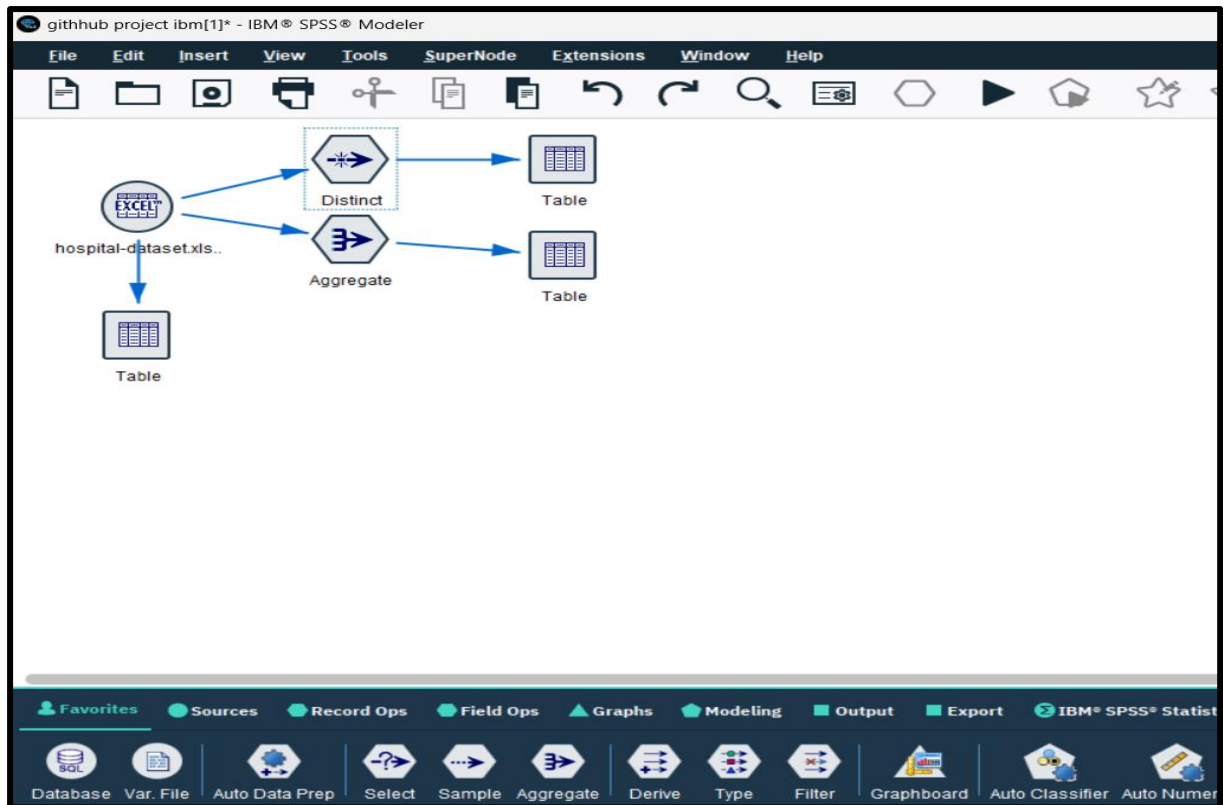 githhub project ibm[1]* - IBM® SPSS® Modeler
File Edit Insert View Tools SuperNode Extensions Window Help
Distinct Table
EXCEL™
hospital-dataset.xls..
Aggregate
Table
Table
Favorites Sources Record Ops Field Ops Graphs Modeling Output Export IBM® SPSS® Statist
SQL
Database Var. File Auto Data Prep Select Sample Aggregate Derive Type Filter Graphboard Auto Classifier Auto Numer